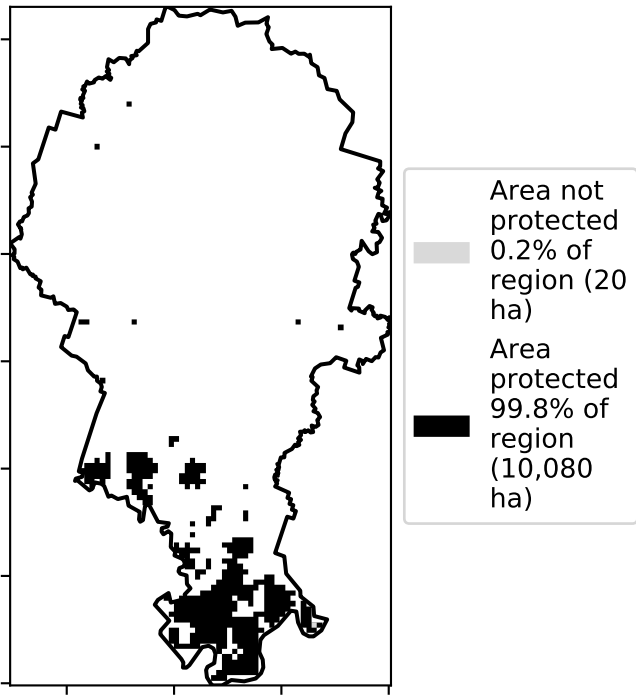 Area not
protected
0.2% of
region (20
ha)
Area
protected
99.8% of
region
(10,080
ha)